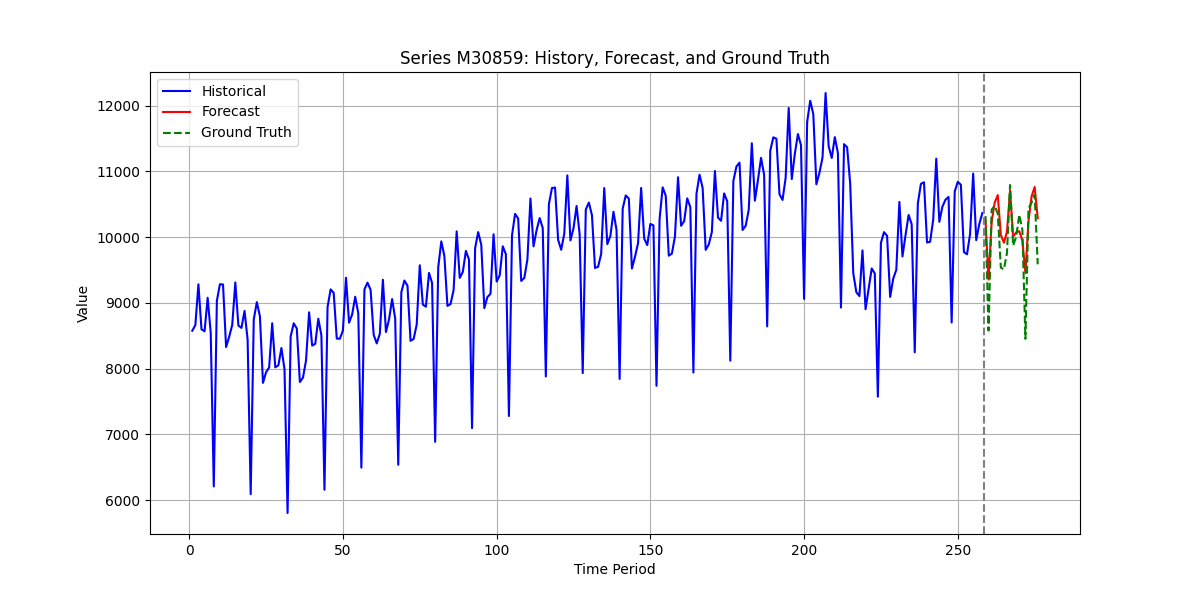 Series M30859: History, Forecast, and Ground Truth
Historical
Forecast
Ground Truth
12000
11000
10000
9000
8000
7000
6000
Value
0 50 100 150 200 250
Time Period